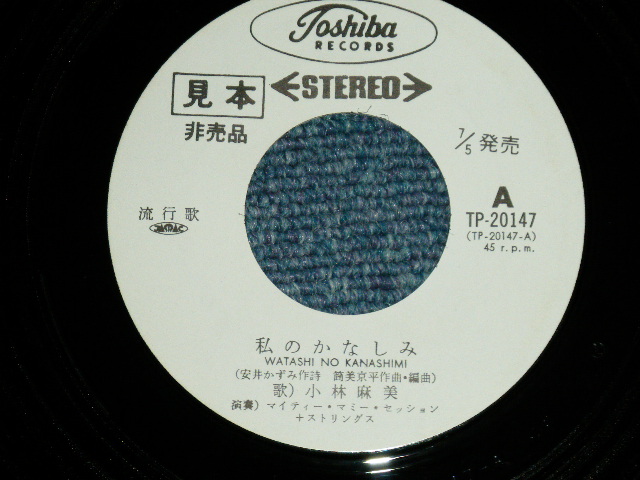 Toshiba
RECORDS
STEREO
見本
非売品
7/5 発売
A
TP-20147
(TP-20147-A)
45 r.p.m.
流行歌
JASRAC
私のかなしみ
WATASHI NO KANASHIMI
(安井かずみ作詩 筒美京平作曲・編曲)
歌) 小林麻美
演奏) マイティー・マミー・セッション
+ストリングス